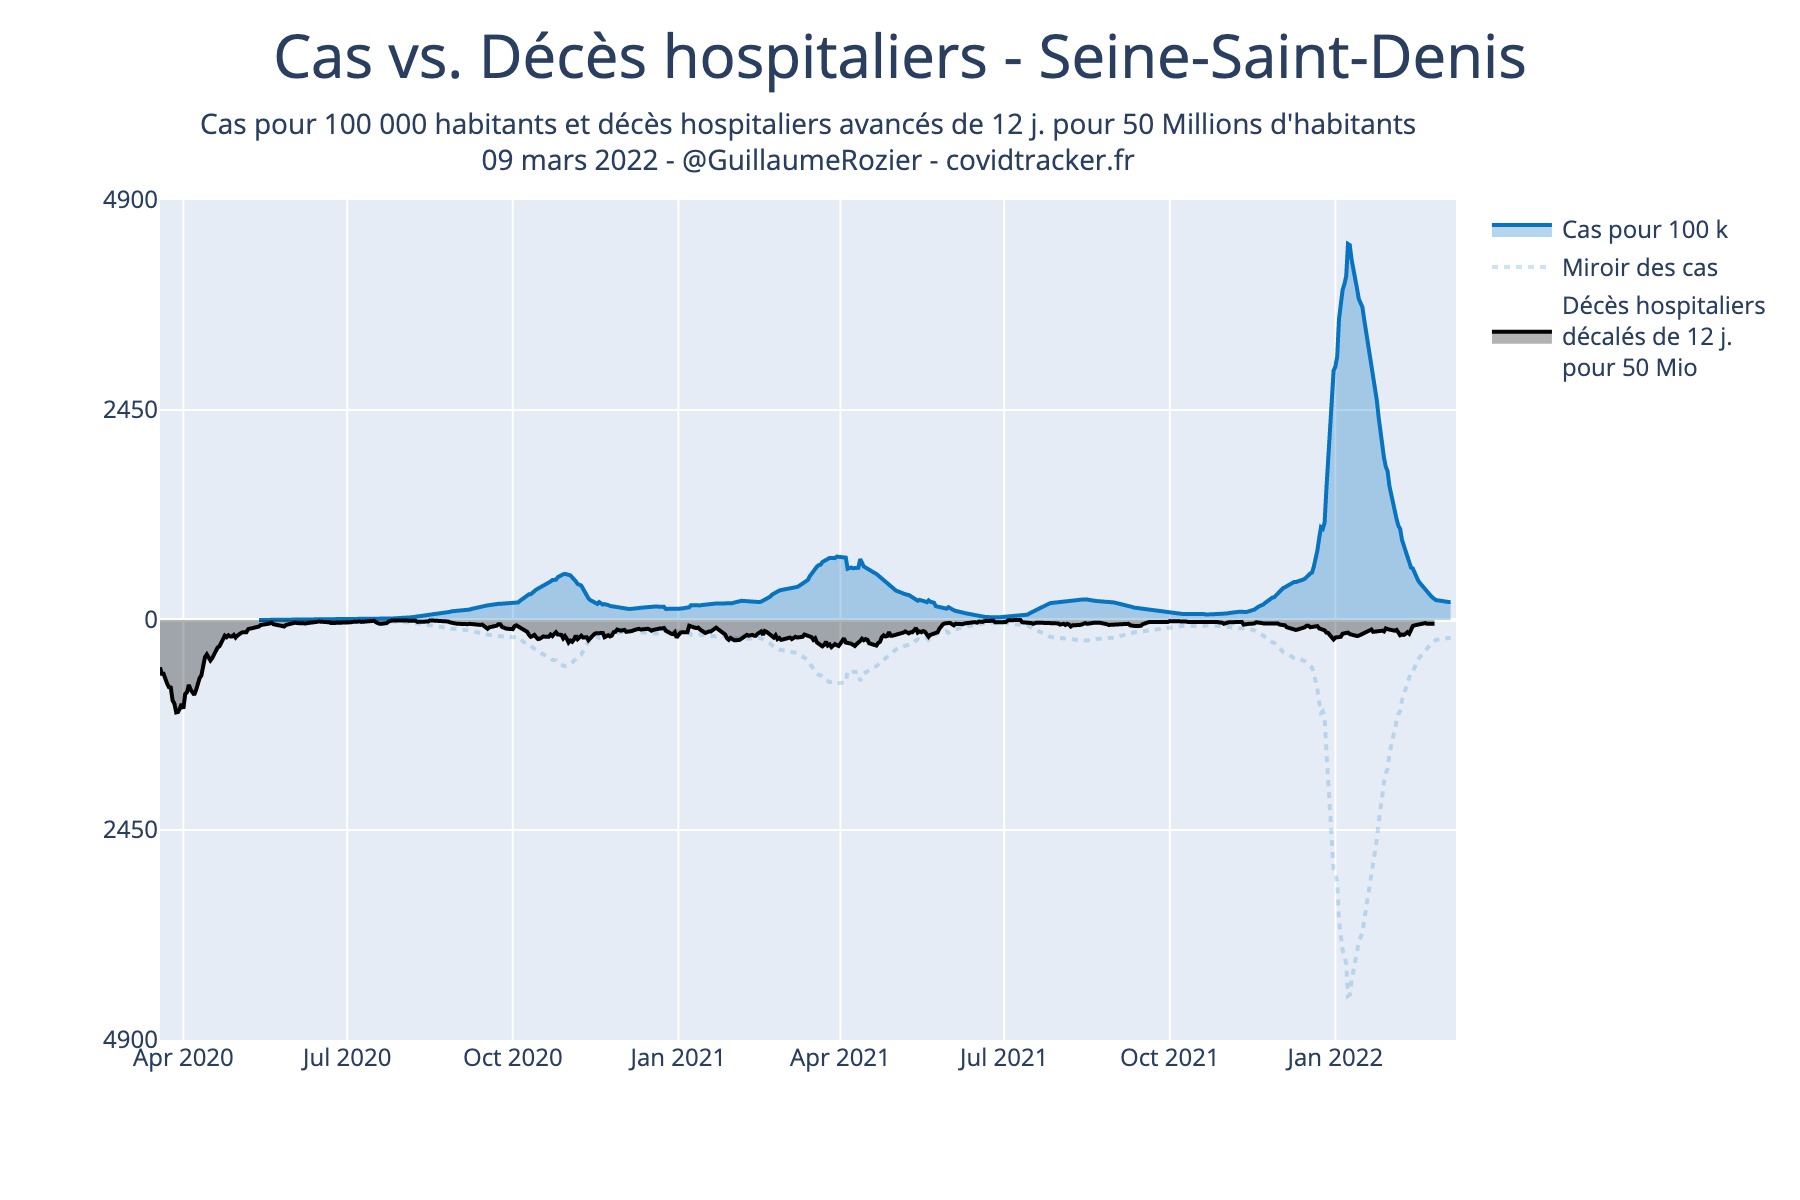 Cas vs. Décès hospitaliers - Seine-Saint-Denis
Cas pour 100 000 habitants et décès hospitaliers avancés de 12 j. pour 50 Millions d'habitants
09 mars 2022 - @GuillaumeRozier - covidtracker.fr
4900
2450
0
2450
4900
Apr 2020
Jul 2020
Oct 2020
Jan 2021
Apr 2021
Jul 2021
Oct 2021
Jan 2022
Cas pour 100 k
Miroir des cas
Décès hospitaliers
décalés de 12 j.
pour 50 Mio